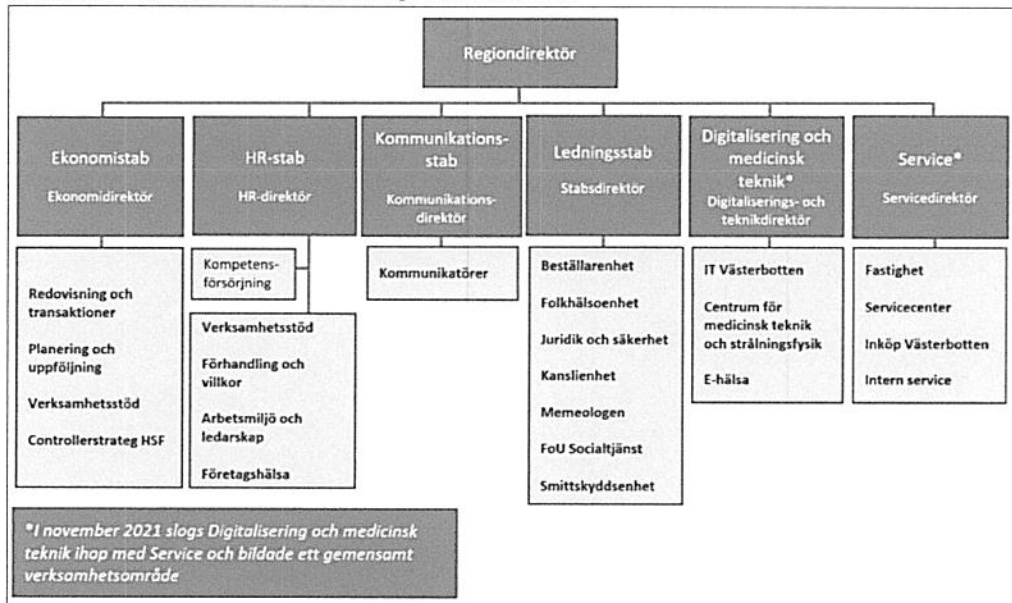 Regiondirektör
Ekonomistab
Ekonomidirektör
HR-stab
HR-direktör
Kommunikations-
stab
Kommunikations-
direktör
Ledningsstab
Stabsdirektör
Digitalisering och
medicinsk
teknik*
Digitaliserings- och
teknikdirektör
Service*
Servicedirektör
Redovisning och
transaktioner
Planering och
uppföljning
Verksamhetsstöd
Controllerstrateg HSF
Kompetens-
försörjning
Verksamhetsstöd
Förhandling och
villkor
Arbetsmiljö och
ledarskap
Företagshälsa
Kommunikatörer
Beställarenhet
Folkhälsoenhet
Juridik och säkerhet
Kanslienhet
Memeologen
FoU Socialtjänst
Smittskyddsenhet
IT Västerbotten
Centrum för
medicinsk teknik
och strålningsfysik
E-hälsa
Fastighet
Servicecenter
Inköp Västerbotten
Intern service
*I november 2021 slogs Digitalisering och medicinsk
teknik ihop med Service och bildade ett gemensamt
verksamhetsområde